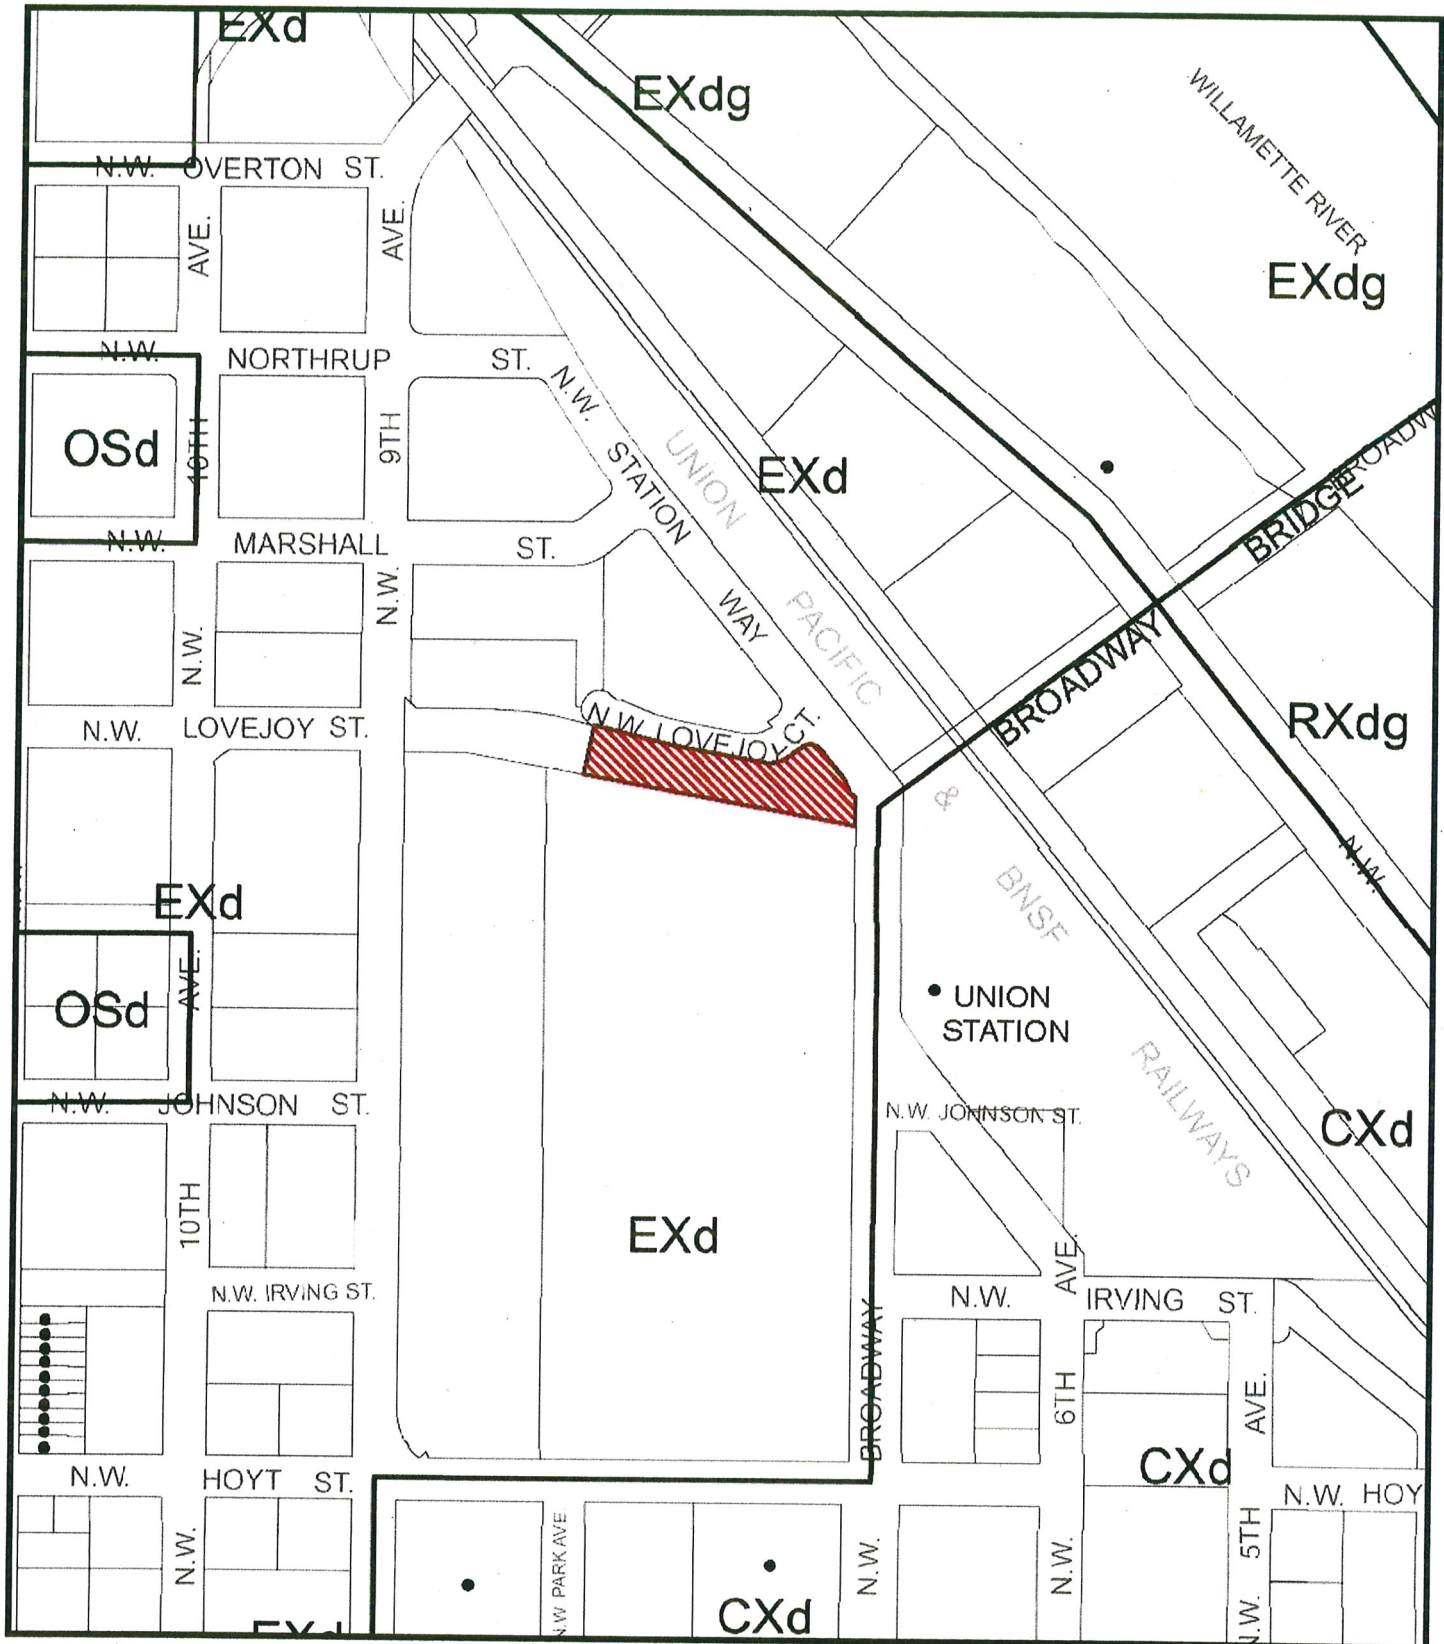 EXd
EXdg
WILLAMETTE RIVER
N.W. OVERTON ST.
AVE.
AVE.
EXdg
N.W. NORTHRUP ST.
N.W. STATION WAY
OSd
10TH
9TH
UNION PACIFIC & BNSF RAILWAYS
EXd
BROADW
BROADWAY BRIDGE
N.W. MARSHALL ST.
N.W.
N.W.
RXdg
N.W. LOVEJOY ST.
N.W. LOVEJOY CT.
N.W.
EXd
OSd
AVE.
UNION
STATION
N.W. JOHNSON ST.
N.W. JOHNSON ST.
CXd
10TH
EXd
N.W. IRVING ST.
AVE.
N.W. IRVING ST.
BROADWAY
6TH
AVE.
CXd
N.W. HOYT ST.
N.W. HOY
N.W.
N.W. PARK AVE
N.W.
N.W.
N.W. 5TH
CXd
EXd